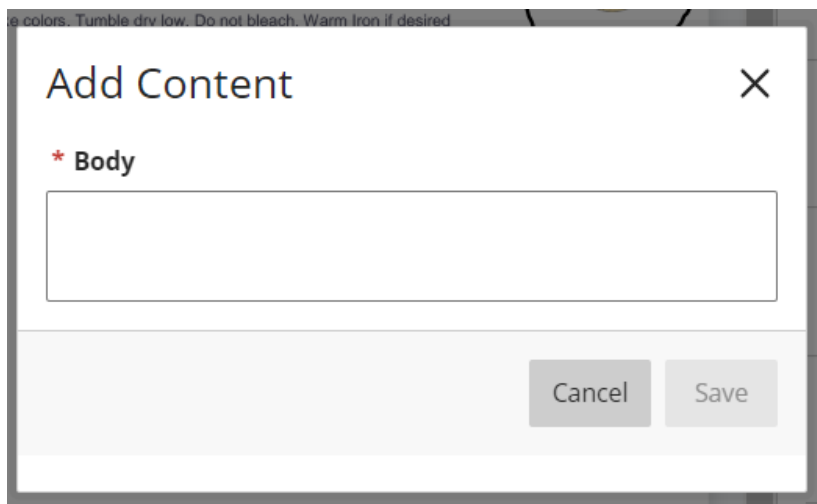 colors. Tumble dry low. Do not bleach. Warm Iron if desired
Add Content
* Body
Cancel
Save